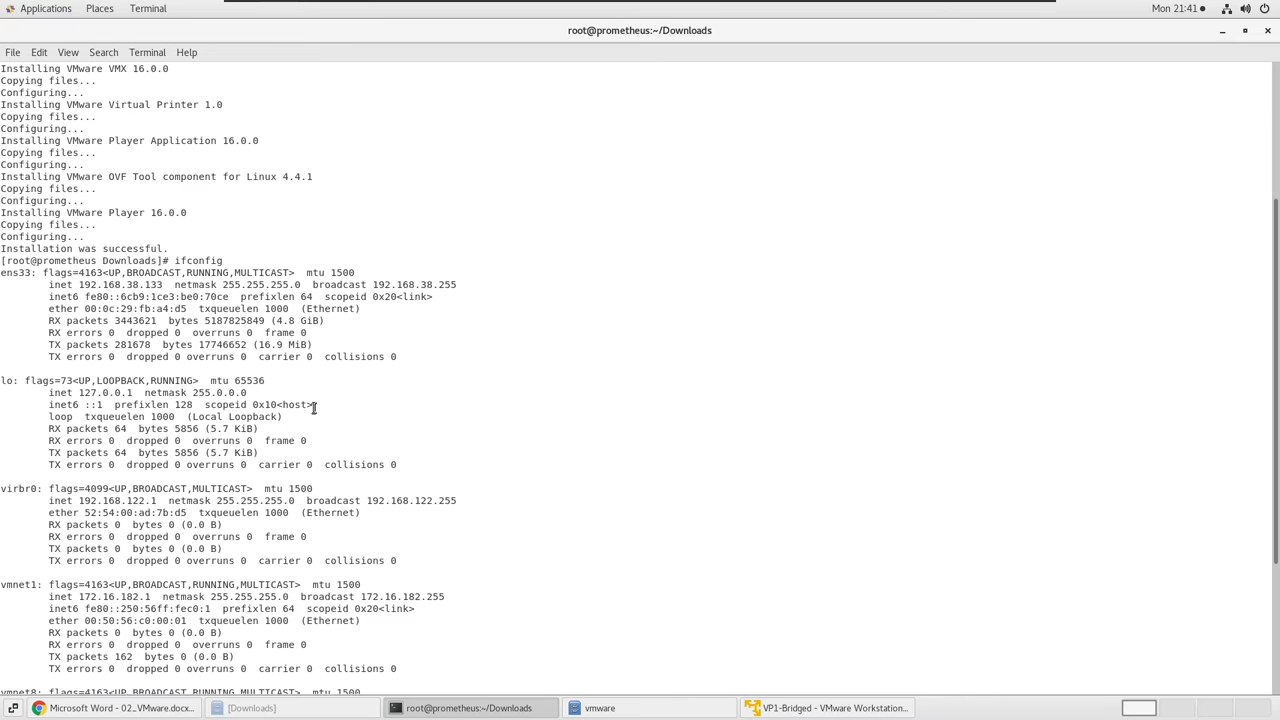 Applications Places Terminal Mon 21:41
root@prometheus:~/Downloads
File Edit View Search Terminal Help
Installing VMware VMX 16.0.0
Copying files...
Configuring...
Installing VMware Virtual Printer 1.0
Copying files...
Configuring...
Installing VMware Player Application 16.0.0
Copying files...
Configuring...
Installing VMware OVF Tool component for Linux 4.4.1
Copying files...
Configuring...
Installing VMware Player 16.0.0
Copying files...
Configuring...
Installation was successful.
[root@prometheus Downloads]# ifconfig
ens33: flags=4163<UP,BROADCAST,RUNNING,MULTICAST>  mtu 1500
        inet 192.168.38.133  netmask 255.255.255.0  broadcast 192.168.38.255
        inet6 fe80::6cb9:1ce3:be0:70ce  prefixlen 64  scopeid 0x20<link>
        ether 00:0c:29:fb:a4:d5  txqueuelen 1000  (Ethernet)
        RX packets 3443621  bytes 5187825849 (4.8 GiB)
        RX errors 0  dropped 0  overruns 0  frame 0
        TX packets 281678  bytes 17746652 (16.9 MiB)
        TX errors 0  dropped 0 overruns 0  carrier 0  collisions 0
lo: flags=73<UP,LOOPBACK,RUNNING>  mtu 65536
        inet 127.0.0.1  netmask 255.0.0.0
        inet6 ::1  prefixlen 128  scopeid 0x10<host>
        loop  txqueuelen 1000  (Local Loopback)
        RX packets 64  bytes 5856 (5.7 KiB)
        RX errors 0  dropped 0  overruns 0  frame 0
        TX packets 64  bytes 5856 (5.7 KiB)
        TX errors 0  dropped 0 overruns 0  carrier 0  collisions 0
virbr0: flags=4099<UP,BROADCAST,MULTICAST>  mtu 1500
        inet 192.168.122.1  netmask 255.255.255.0  broadcast 192.168.122.255
        ether 52:54:00:ad:7b:d5  txqueuelen 1000  (Ethernet)
        RX packets 0  bytes 0 (0.0 B)
        RX errors 0  dropped 0  overruns 0  frame 0
        TX packets 0  bytes 0 (0.0 B)
        TX errors 0  dropped 0 overruns 0  carrier 0  collisions 0
vmnet1: flags=4163<UP,BROADCAST,RUNNING,MULTICAST>  mtu 1500
        inet 172.16.182.1  netmask 255.255.255.0  broadcast 172.16.182.255
        inet6 fe80::250:56ff:fec0:1  prefixlen 64  scopeid 0x20<link>
        ether 00:50:56:c0:00:01  txqueuelen 1000  (Ethernet)
        RX packets 0  bytes 0 (0.0 B)
        RX errors 0  dropped 0  overruns 0  frame 0
        TX packets 162  bytes 0 (0.0 B)
        TX errors 0  dropped 0 overruns 0  carrier 0  collisions 0
vmnet8: flags=4163<UP,BROADCAST,RUNNING,MULTICAST>  mtu 1500
Microsoft Word - 02_VMware.docx... [Downloads] root@prometheus:~/Downloads vmware VP1-Bridged - VMware Workstation...